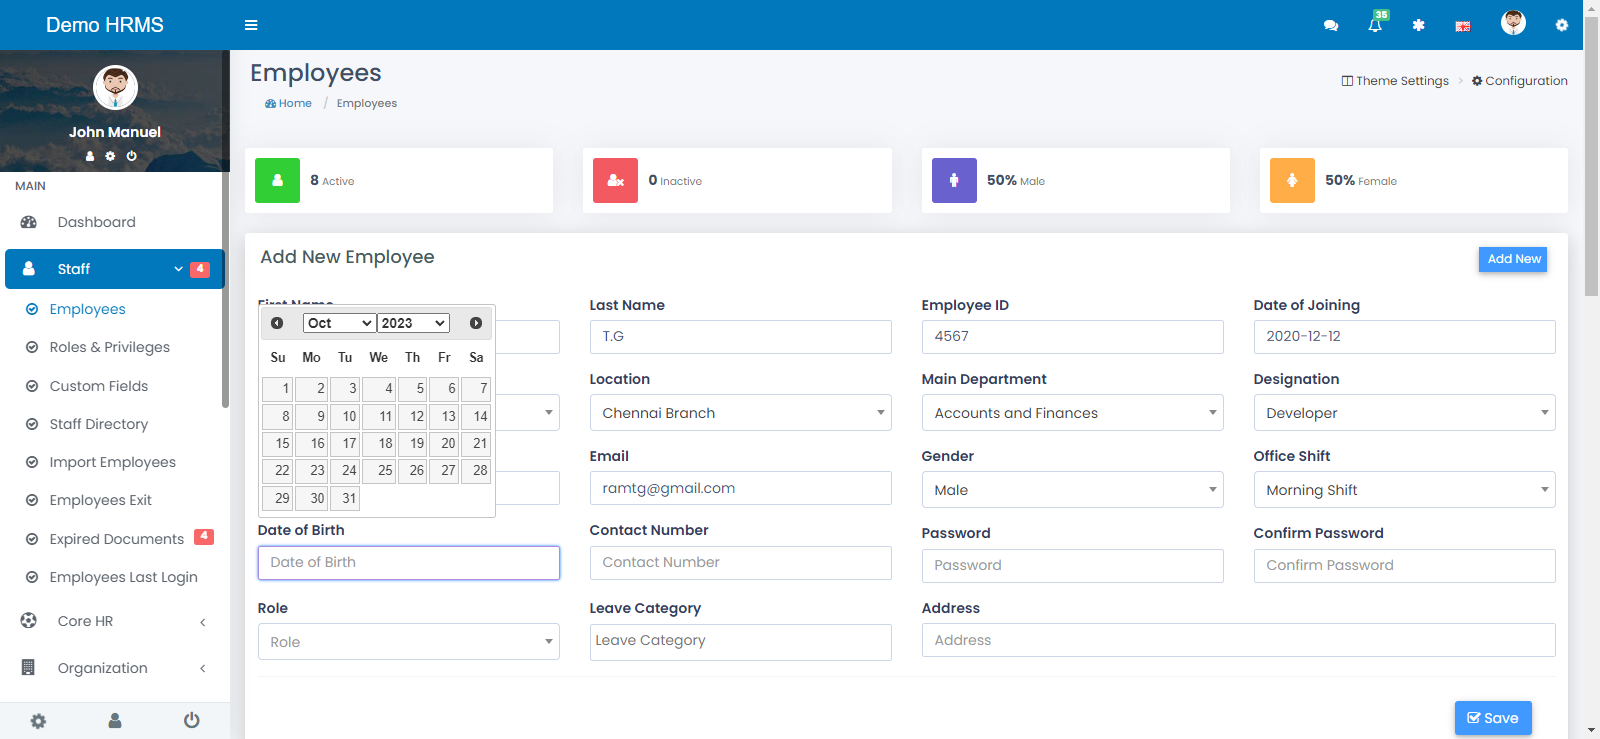 Demo HRMS
35
John Manuel
MAIN
Dashboard
Staff
4
Employees
Roles & Privileges
Custom Fields
Staff Directory
Import Employees
Employees Exit
Expired Documents
4
Employees Last Login
Core HR
Organization
Employees
Home / Employees
Theme Settings > Configuration
8 Active
0 Inactive
50% Male
50% Female
Add New Employee
Add New
First Name
Last Name
Employee ID
Date of Joining
T.G
4567
2020-12-12
Location
Main Department
Designation
Chennai Branch
Accounts and Finances
Developer
Email
Gender
Office Shift
ramtg@gmail.com
Male
Morning Shift
Oct 2023
Su Mo Tu We Th Fr Sa
1 2 3 4 5 6 7
8 9 10 11 12 13 14
15 16 17 18 19 20 21
22 23 24 25 26 27 28
29 30 31
Date of Birth
Contact Number
Password
Confirm Password
Date of Birth
Contact Number
Password
Confirm Password
Role
Leave Category
Address
Role
Leave Category
Address
Save